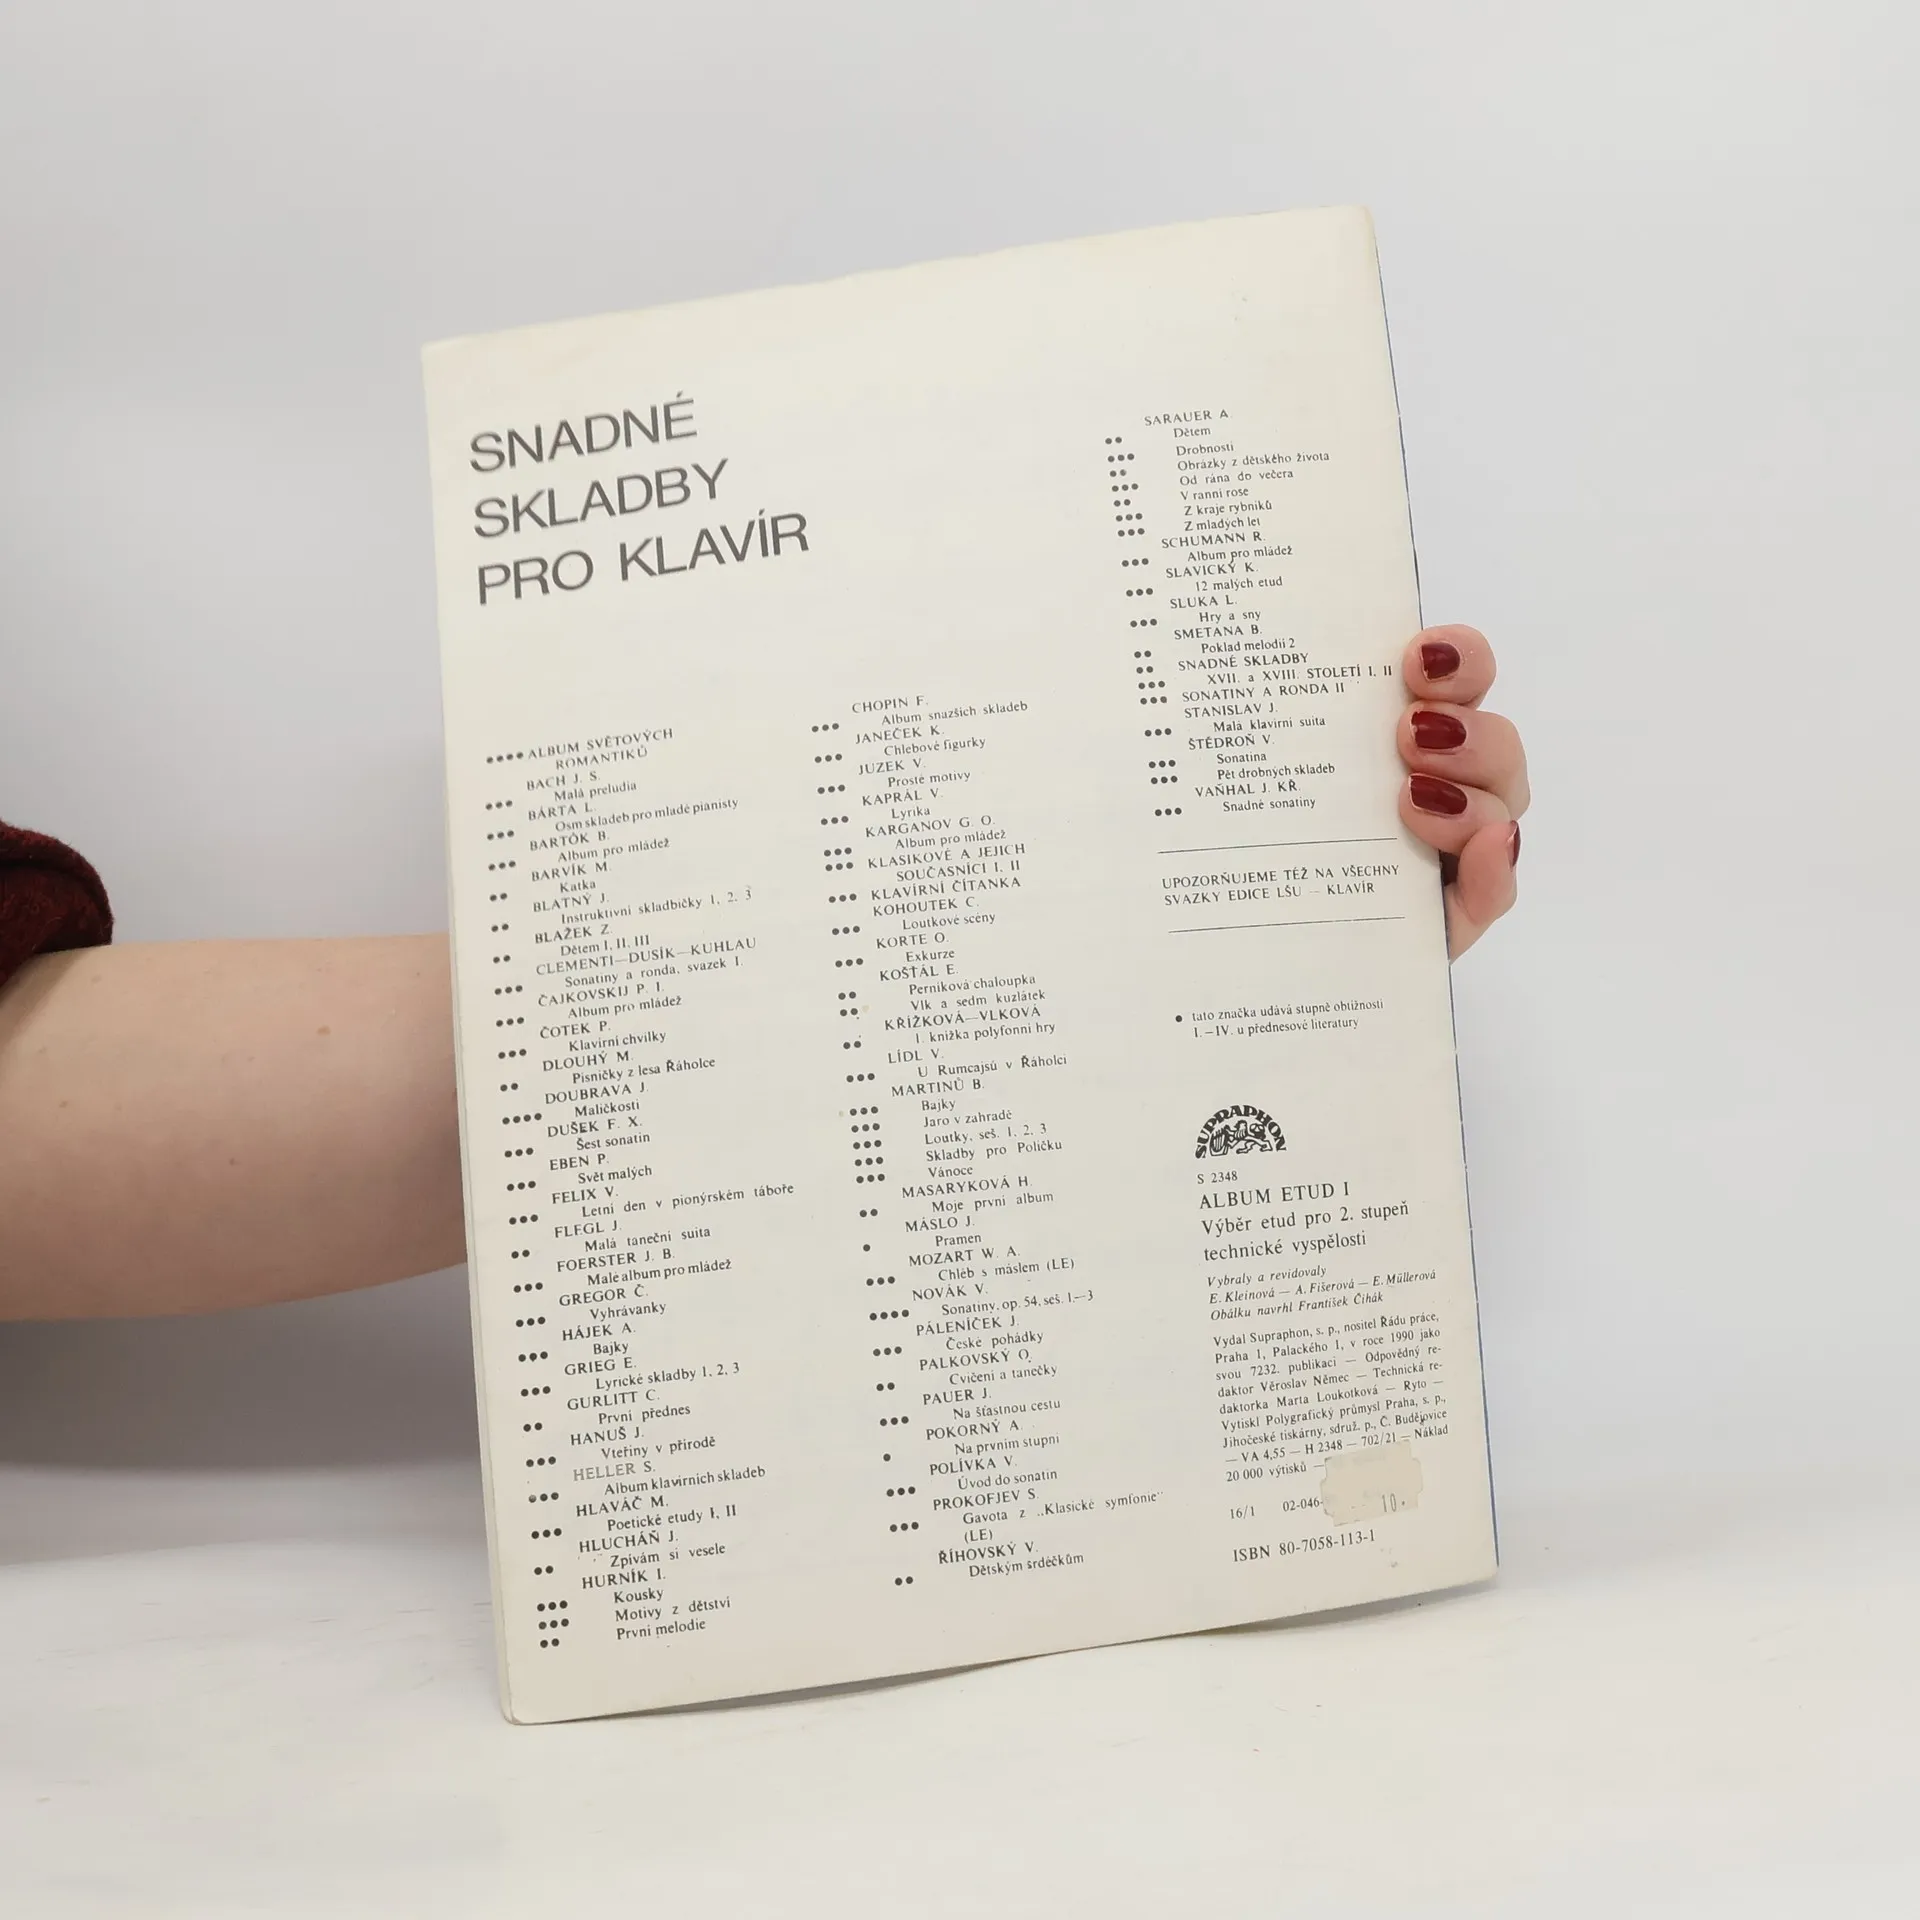 SNADNÉ
SKLADBY
PRO KLAVÍR
●●●● ALBUM SVĚTOVÝCH
ROMANTIKŮ
BACH J. S.
●●● Malá preludia
BÁRTA L.
●●● Osm skladeb pro mladé pianisty
BARTÓK B.
●●● Album pro mládež
BARVÍK M.
●● Katka
BLATNÝ J.
●● Instruktivní skladbičky 1, 2, 3
BLAŽEK Z.
●● Dětem I, II, III
CLEMENTI—DUSÍK—KUHLAU
●●● Sonatiny a ronda, svazek I.
ČAJKOVSKIJ P. I.
●●● Album pro mládež
ČOTEK P.
●●● Klavírní chvilky
DLOUHÝ M.
●● Písničky z lesa Řáholce
DOUBRAVA J.
●●●● Maličkosti
DUŠEK F. X.
●●● Šest sonatin
EBEN P.
●●● Svět malých
FELIX V.
●●● Letní den v pionýrském táboře
FLEGL J.
●● Malá taneční suita
FOERSTER J. B.
●●● Malé album pro mládež
GREGOR Č.
●●● Vyhrávanky
HÁJEK A.
●●● Bajky
GRIEG E.
●●● Lyrické skladby 1, 2, 3
GURLITT C.
●● První přednes
HANUŠ J.
●●● Vteřiny v přírodě
HELLER S.
●●● Album klavírních skladeb
HLAVÁČ M.
●●● Poetické etudy I, II
HLUCHÁŇ J.
●● Zpívám si vesele
HURNÍK I.
●●● Kousky
●●● Motivy z dětství
●● První melodie
CHOPIN F.
●●● Album snazších skladeb
JANEČEK K.
●●● Chlebové figurky
JUZEK V.
●●● Prosté motivy
KAPRÁL V.
●●● Lyrika
KARGANOV G. O.
●●● Album pro mládež
●●● KLASIKOVÉ A JEJICH
SOUČASNÍCI I, II
●●● KLAVÍRNÍ ČÍTANKA
KOHOUTEK C.
●●● Loutkové scény
KORTE O.
●●● Exkurze
KOŠŤÁL E.
●● Perníková chaloupka
●● Vlk a sedm kůzlátek
KŘÍŽKOVÁ—VLKOVÁ
●● 1. knížka polyfonní hry
LÍDL V.
●●● U Rumcajsů v Řáholci
MARTINŮ B.
●●● Bajky
●●● Jaro v zahradě
●●● Loutky, seš. 1, 2, 3
●●● Skladby pro Poličku
●●● Vánoce
MASARYKOVÁ H.
●● Moje první album
MÁSLO J.
● Pramen
MOZART W. A.
●●● Chléb s máslem (LE)
NOVÁK V.
●●●● Sonatiny, op. 54, seš. 1—3
PÁLENÍČEK J.
●●● České pohádky
PALKOVSKÝ O.
●● Cvičení a tanečky
PAUER J.
●●● Na šťastnou cestu
POKORNÝ A.
● Na prvním stupni
POLÍVKA V.
●●● Úvod do sonatin
PROKOFJEV S.
●●● Gavota z „Klasické symfonie“
(LE)
ŘÍHOVSKÝ V.
●● Dětským srdéčkům
SARAUER A.
●● Dětem
●●● Drobnosti
●● Obrázky z dětského života
●●● Od rána do večera
●● V ranní rose
●●● Z kraje rybníků
●●● Z mladých let
SCHUMANN R.
●●● Album pro mládež
SLAVICKÝ K.
●●● 12 malých etud
SLUKA L.
●●● Hry a sny
SMETANA B.
●● Poklad melodií 2
●● SNADNÉ SKLADBY
●●● XVII. a XVIII. STOLETÍ I, II
●●● SONATINY A RONDA II
STANISLAV J.
●●● Malá klavírní suita
ŠTĚDROŇ V.
●●● Sonatina
●●● Pět drobných skladeb
VAŇHAL J. KŘ.
●●● Snadné sonatiny
UPOZORŇUJEME TÉŽ NA VŠECHNY
SVAZKY EDICE LŠU — KLAVÍR
● tato značka udává stupně obtížnosti
I.—IV. u přednesové literatury
SUPRAPHON
S 2348
ALBUM ETUD I
Výběr etud pro 2. stupeň
technické vyspělosti
Vybraly a revidovaly
E. Kleinová — A. Fišerová — E. Müllerová
Obálku navrhl František Čihák
Vydal Supraphon, s. p., nositel Řádu práce,
Praha 1, Palackého 1, v roce 1990 jako
svou 7232. publikaci — Odpovědný re-
daktor Věroslav Němec — Technická re-
daktorka Marta Loukotková — Ryto —
Vytiskl Polygrafický průmysl Praha, s. p.,
Jihočeské tiskárny, sdruž. p., Č. Budějovice
— VA 4,55 — H 2348 — 702/21 — Náklad
20 000 výtisků —
16/1 02-046- 10.
ISBN 80-7058-113-1